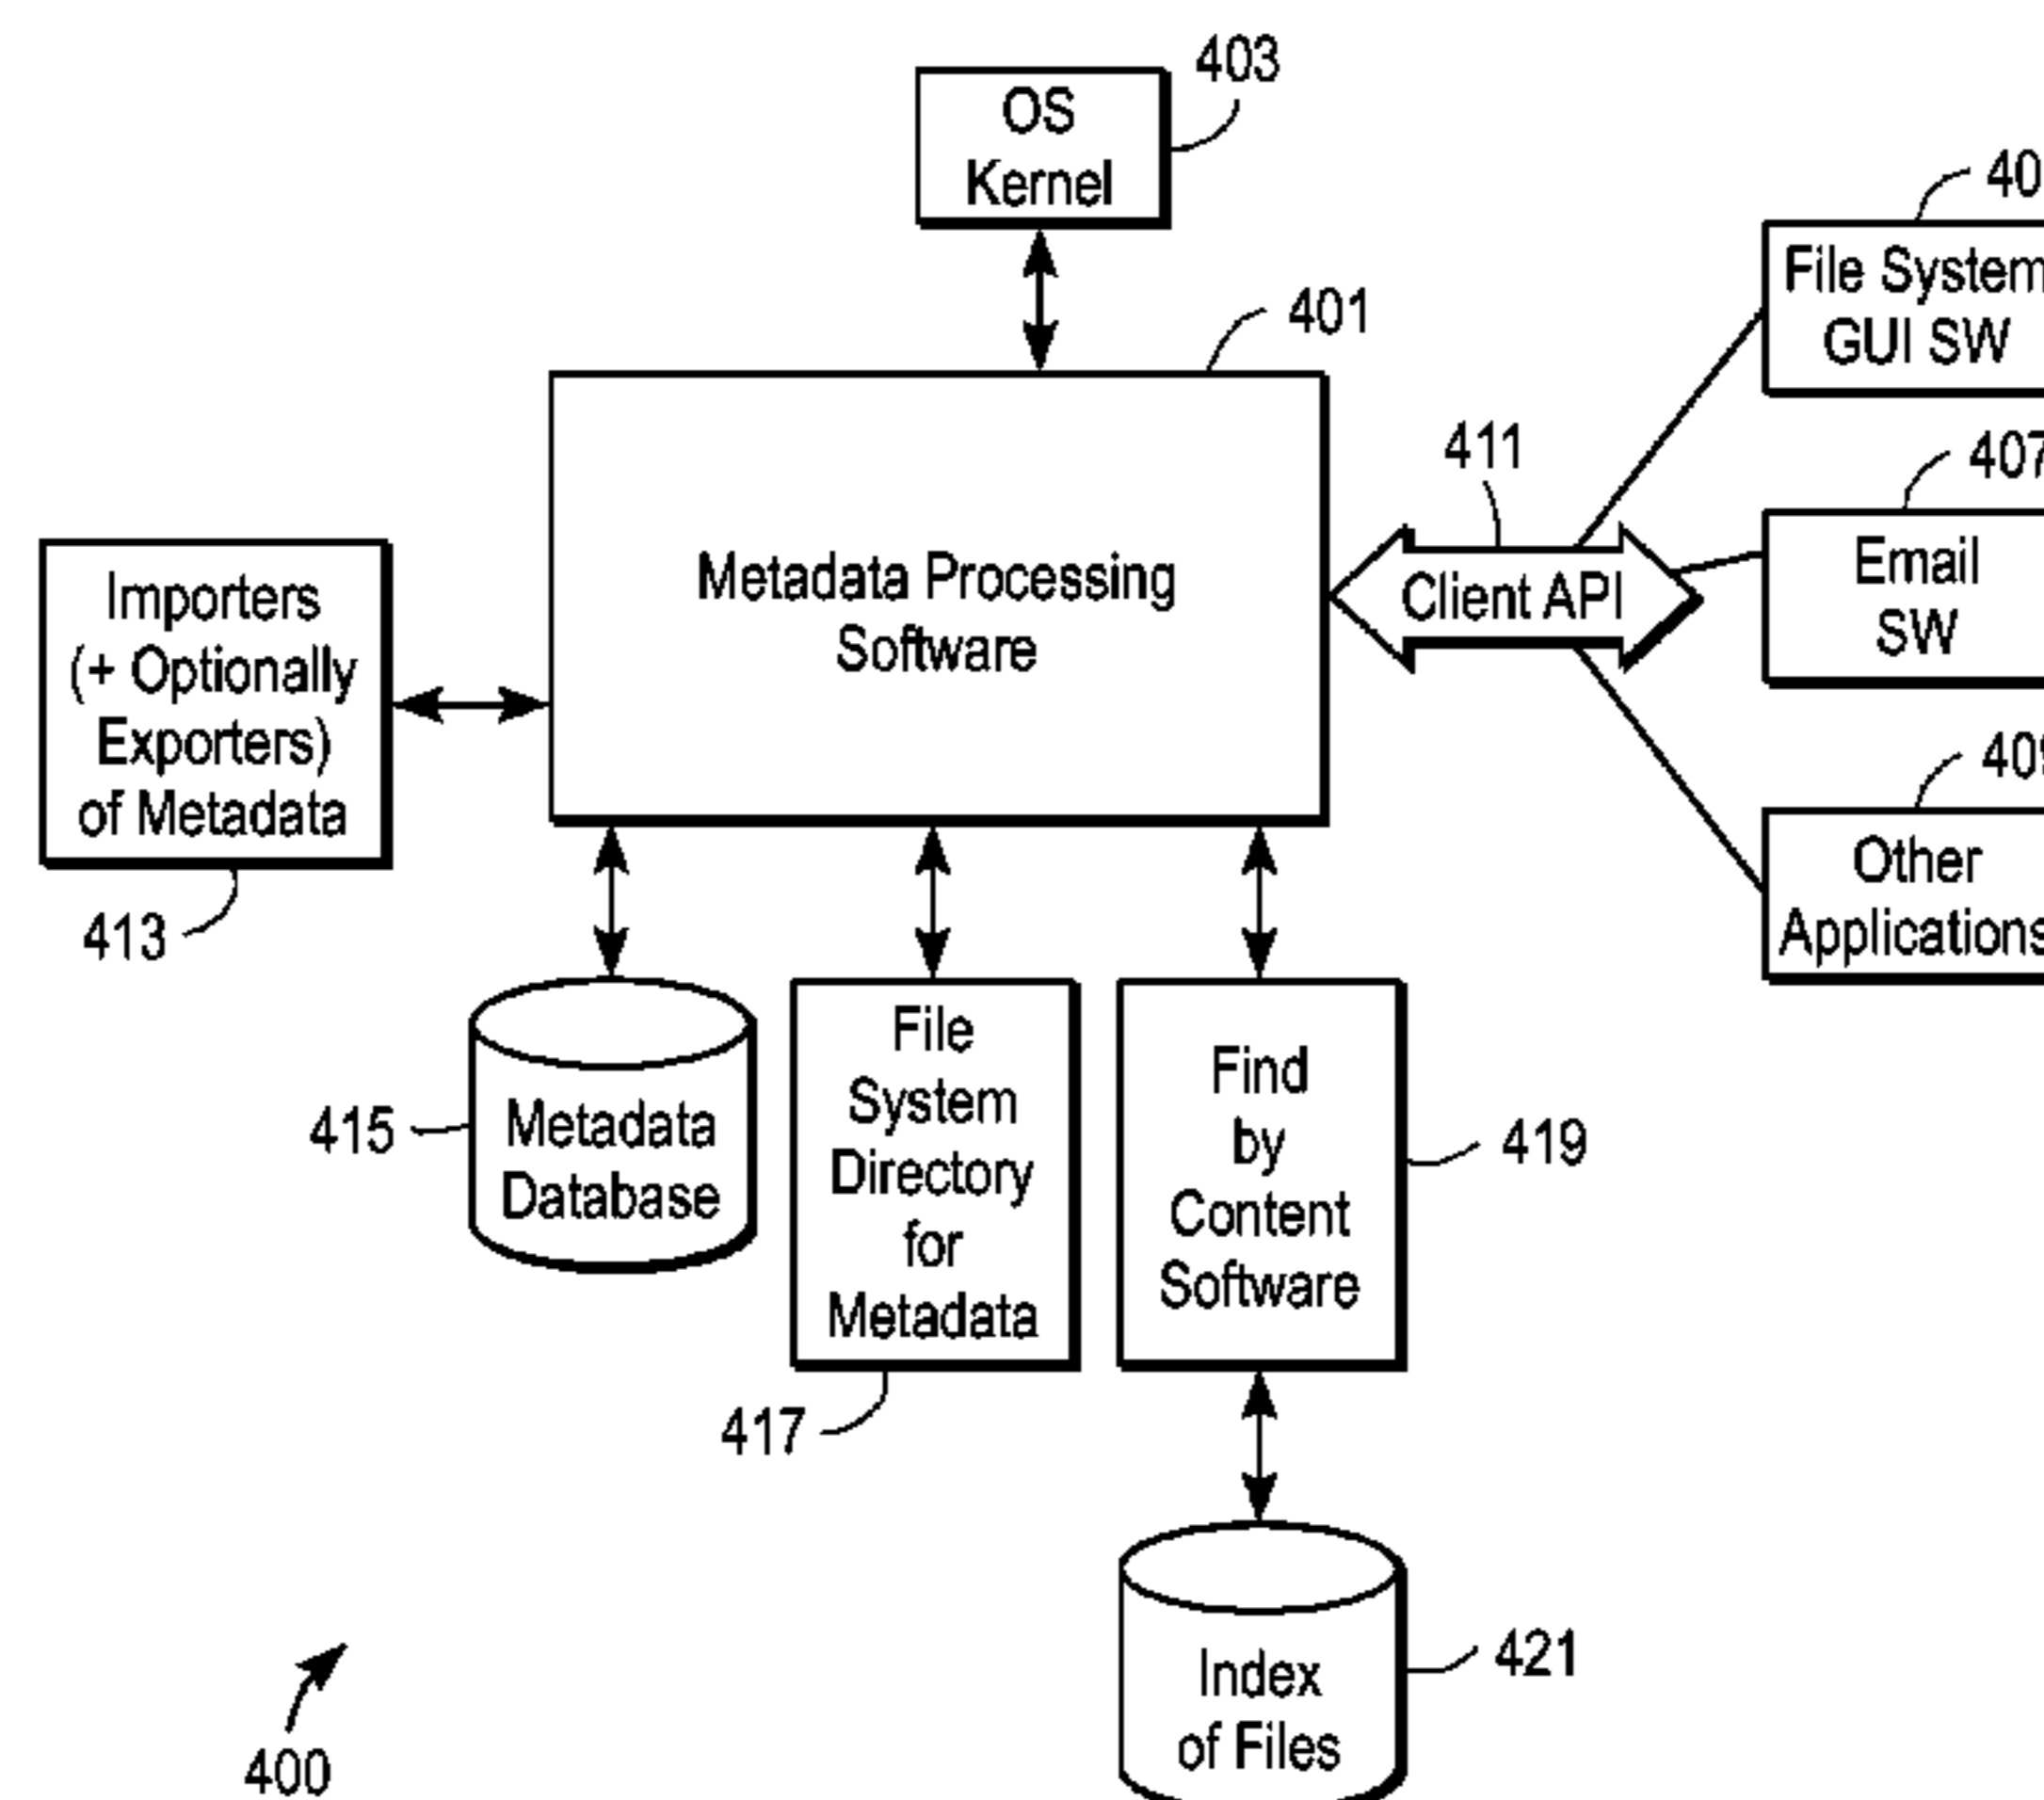 403
OS
Kernel
401
Metadata Processing
Software
411
Client API
40
File System
GUI SW
407
Email
SW
409
Other
Applications
Importers
(+ Optionally
Exporters)
of Metadata
413
415
Metadata
Database
File
System
Directory
for
Metadata
417
Find
by
Content
Software
419
Index
of Files
421
400